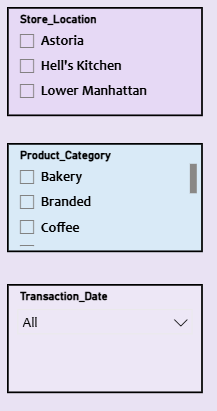 Store_Location
Astoria
Hell's Kitchen
Lower Manhattan
Product_Category
Bakery
Branded
Coffee
Transaction_Date
All